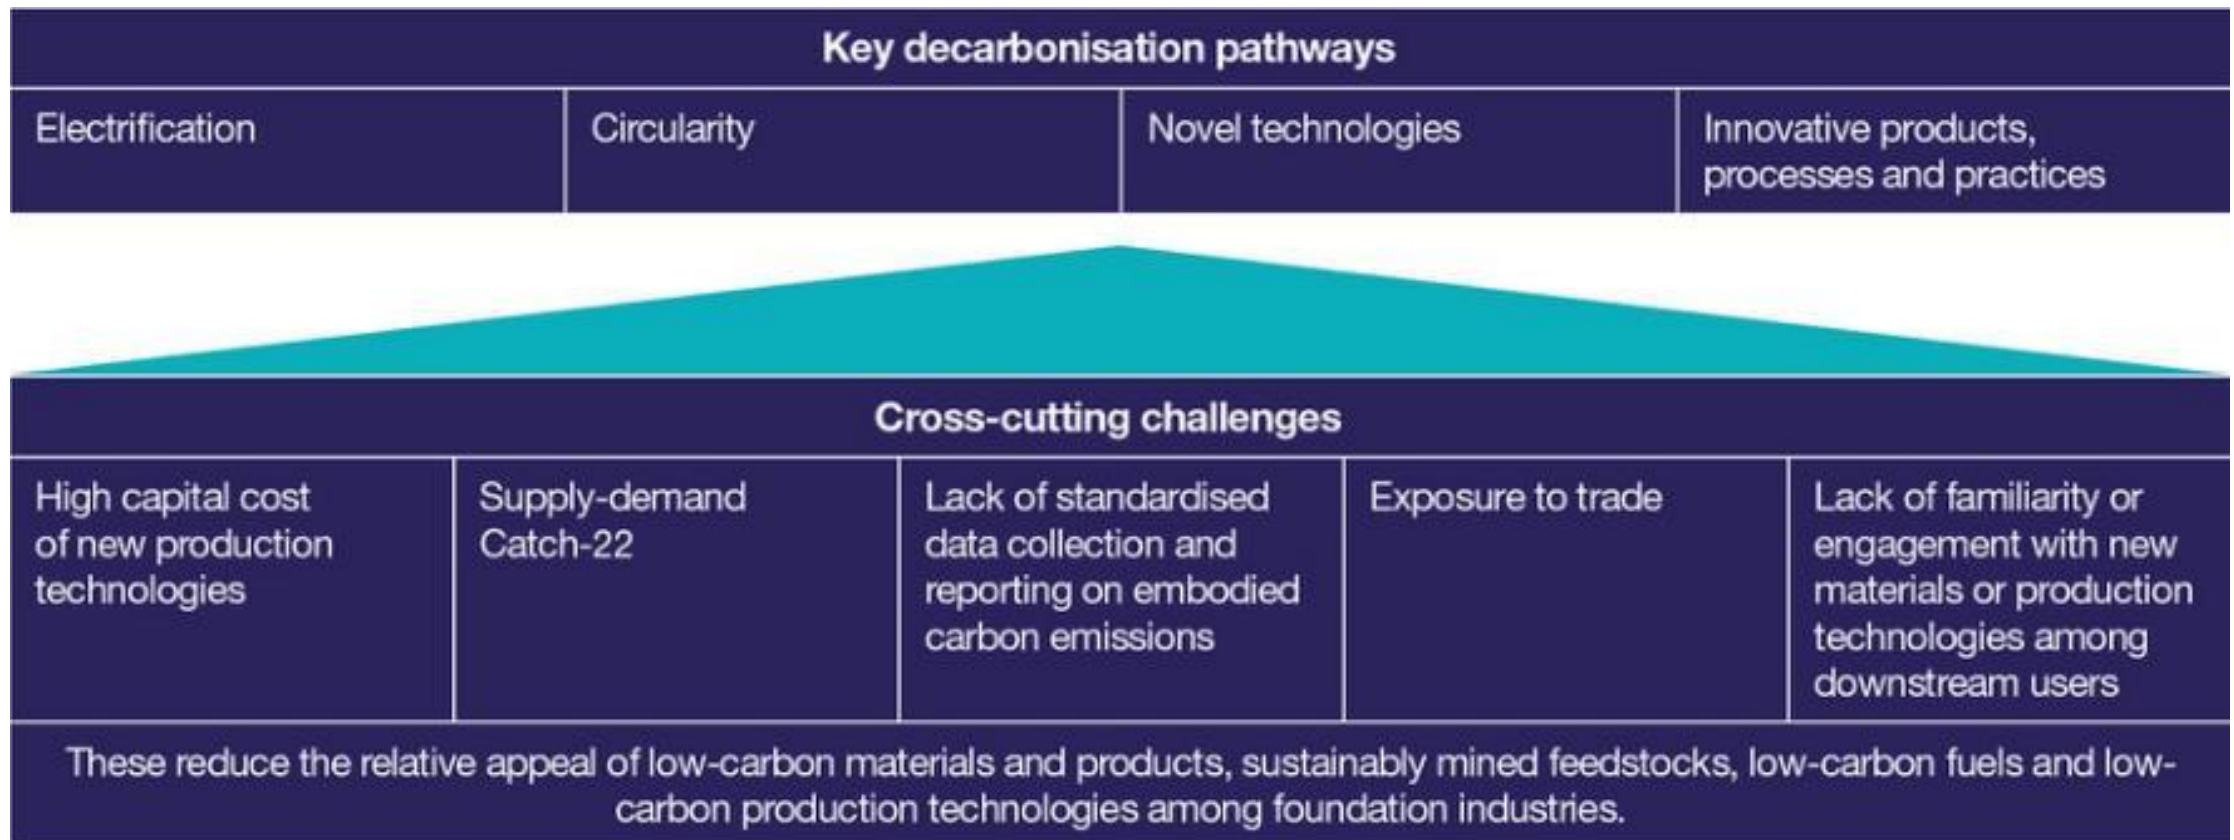 Key decarbonisation pathways
Electrification
Circularity
Novel technologies
Innovative products,
processes and practices
Cross-cutting challenges
High capital cost
of new production
technologies
Supply-demand
Catch-22
Lack of standardised
data collection and
reporting on embodied
carbon emissions
Exposure to trade
Lack of familiarity or
engagement with new
materials or production
technologies among
downstream users
These reduce the relative appeal of low-carbon materials and products, sustainably mined feedstocks, low-carbon fuels and low-
carbon production technologies among foundation industries.